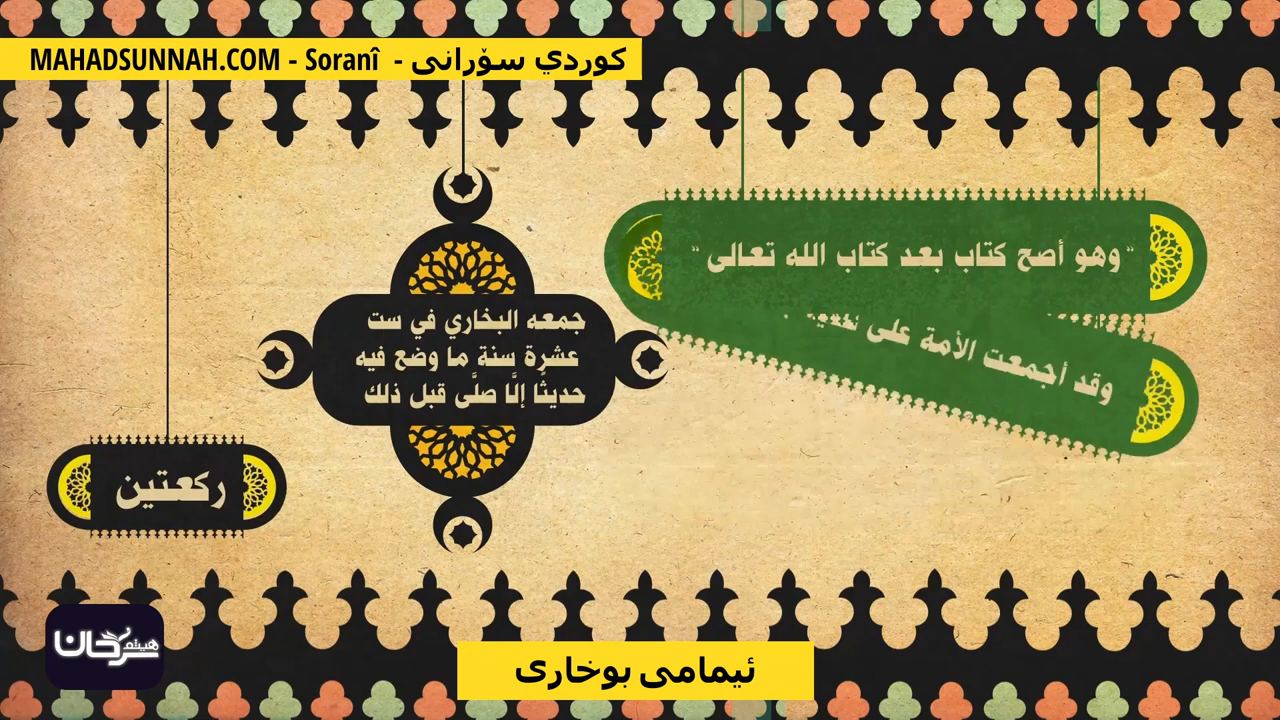 MAHADSUNNAH.COM - Soranî - كوردي سۆرانی
" وهو أصح كتاب بعد كتاب الله تعالى "
وقد أجمعت الأمة على
جمعه البخاري في ست
عشرة سنة ما وضع فيه
حديثًا إلَّا صلَّى قبل ذلك
ركعتين
ئیمامی بوخاری